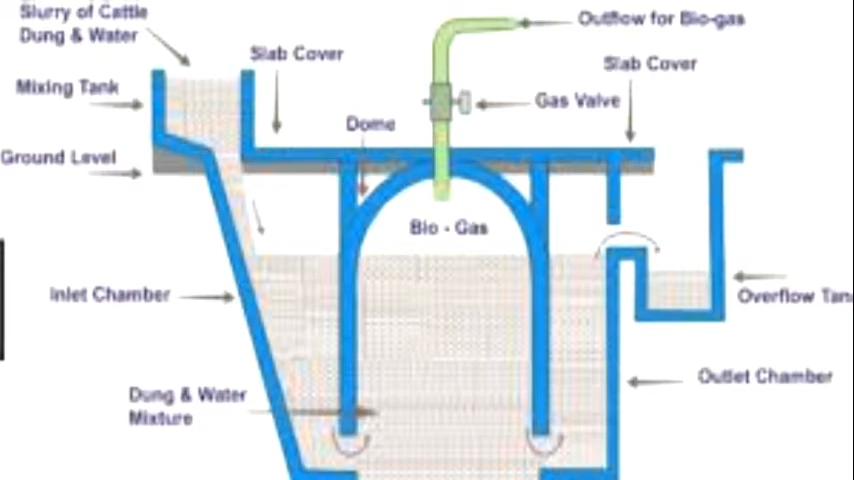 Slurry of Cattle
Dung & Water
Outflow for Bio-gas
Slab Cover
Slab Cover
Mixing Tank
Gas Valve
Dome
Ground Level
Bio - Gas
Inlet Chamber
Overflow Tan
Outlet Chamber
Dung & Water
Mixture